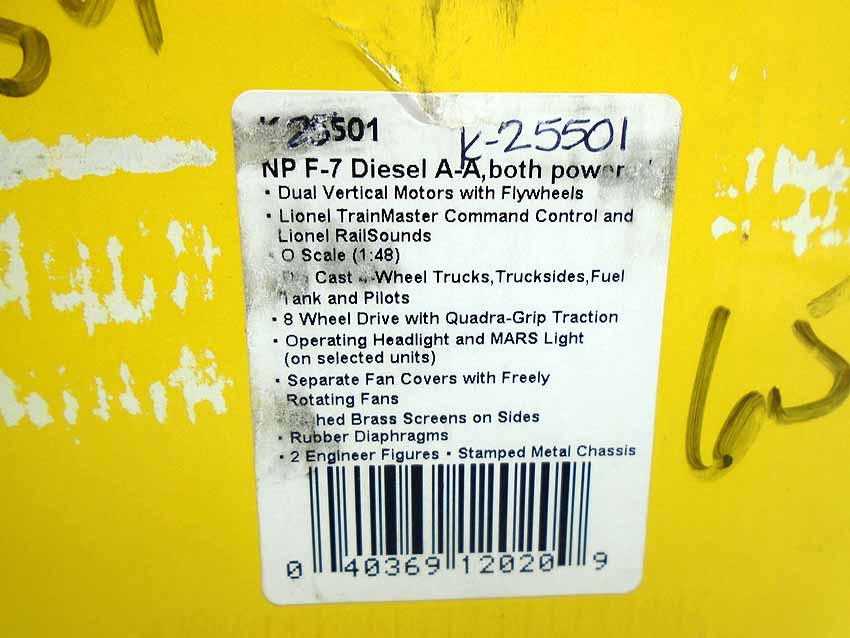 K-25501
K-25501
NP F-7 Diesel A-A, both power
• Dual Vertical Motors with Flywheels
• Lionel TrainMaster Command Control and
Lionel RailSounds
• O Scale (1:48)
Cast 4-Wheel Trucks, Trucksides, Fuel
Tank and Pilots
• 8 Wheel Drive with Quadra-Grip Traction
• Operating Headlight and MARS Light
(on selected units)
• Separate Fan Covers with Freely
Rotating Fans
hed Brass Screens on Sides
• Rubber Diaphragms
• 2 Engineer Figures • Stamped Metal Chassis
0 40369 12020 9
65